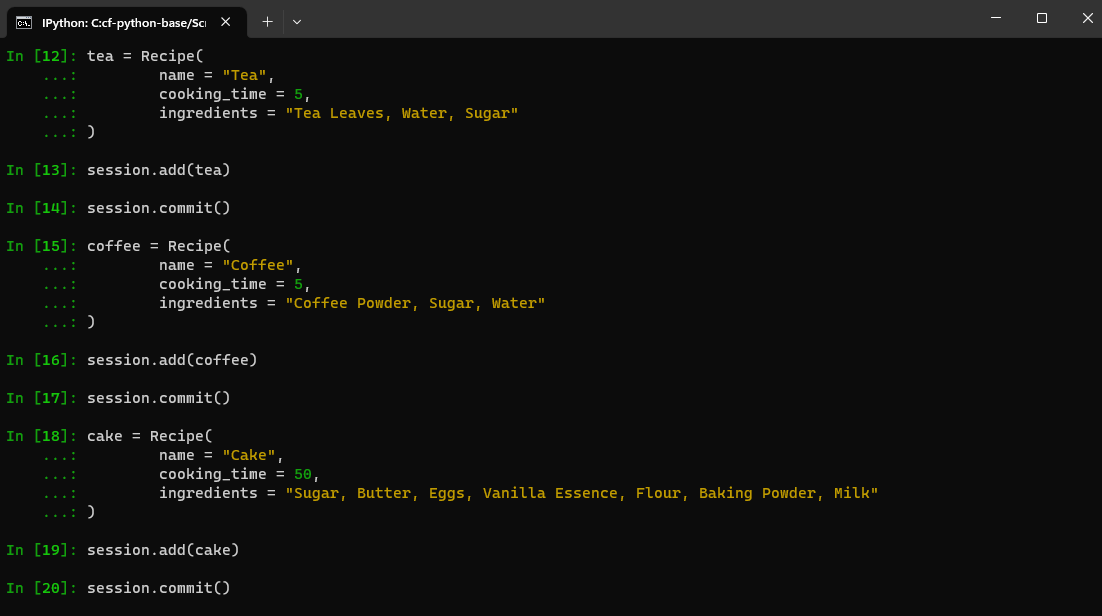 IPython: C:cf-python-base/Scr
In [12]: tea = Recipe(
    ...:         name = "Tea",
    ...:         cooking_time = 5,
    ...:         ingredients = "Tea Leaves, Water, Sugar"
    ...: )
In [13]: session.add(tea)
In [14]: session.commit()
In [15]: coffee = Recipe(
    ...:         name = "Coffee",
    ...:         cooking_time = 5,
    ...:         ingredients = "Coffee Powder, Sugar, Water"
    ...: )
In [16]: session.add(coffee)
In [17]: session.commit()
In [18]: cake = Recipe(
    ...:         name = "Cake",
    ...:         cooking_time = 50,
    ...:         ingredients = "Sugar, Butter, Eggs, Vanilla Essence, Flour, Baking Powder, Milk"
    ...: )
In [19]: session.add(cake)
In [20]: session.commit()